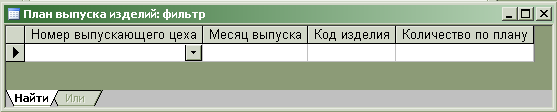 План выпуска изделий: фильтр
Номер выпускающего цеха Месяц выпуска Код изделия Количество по плану
Найти Или